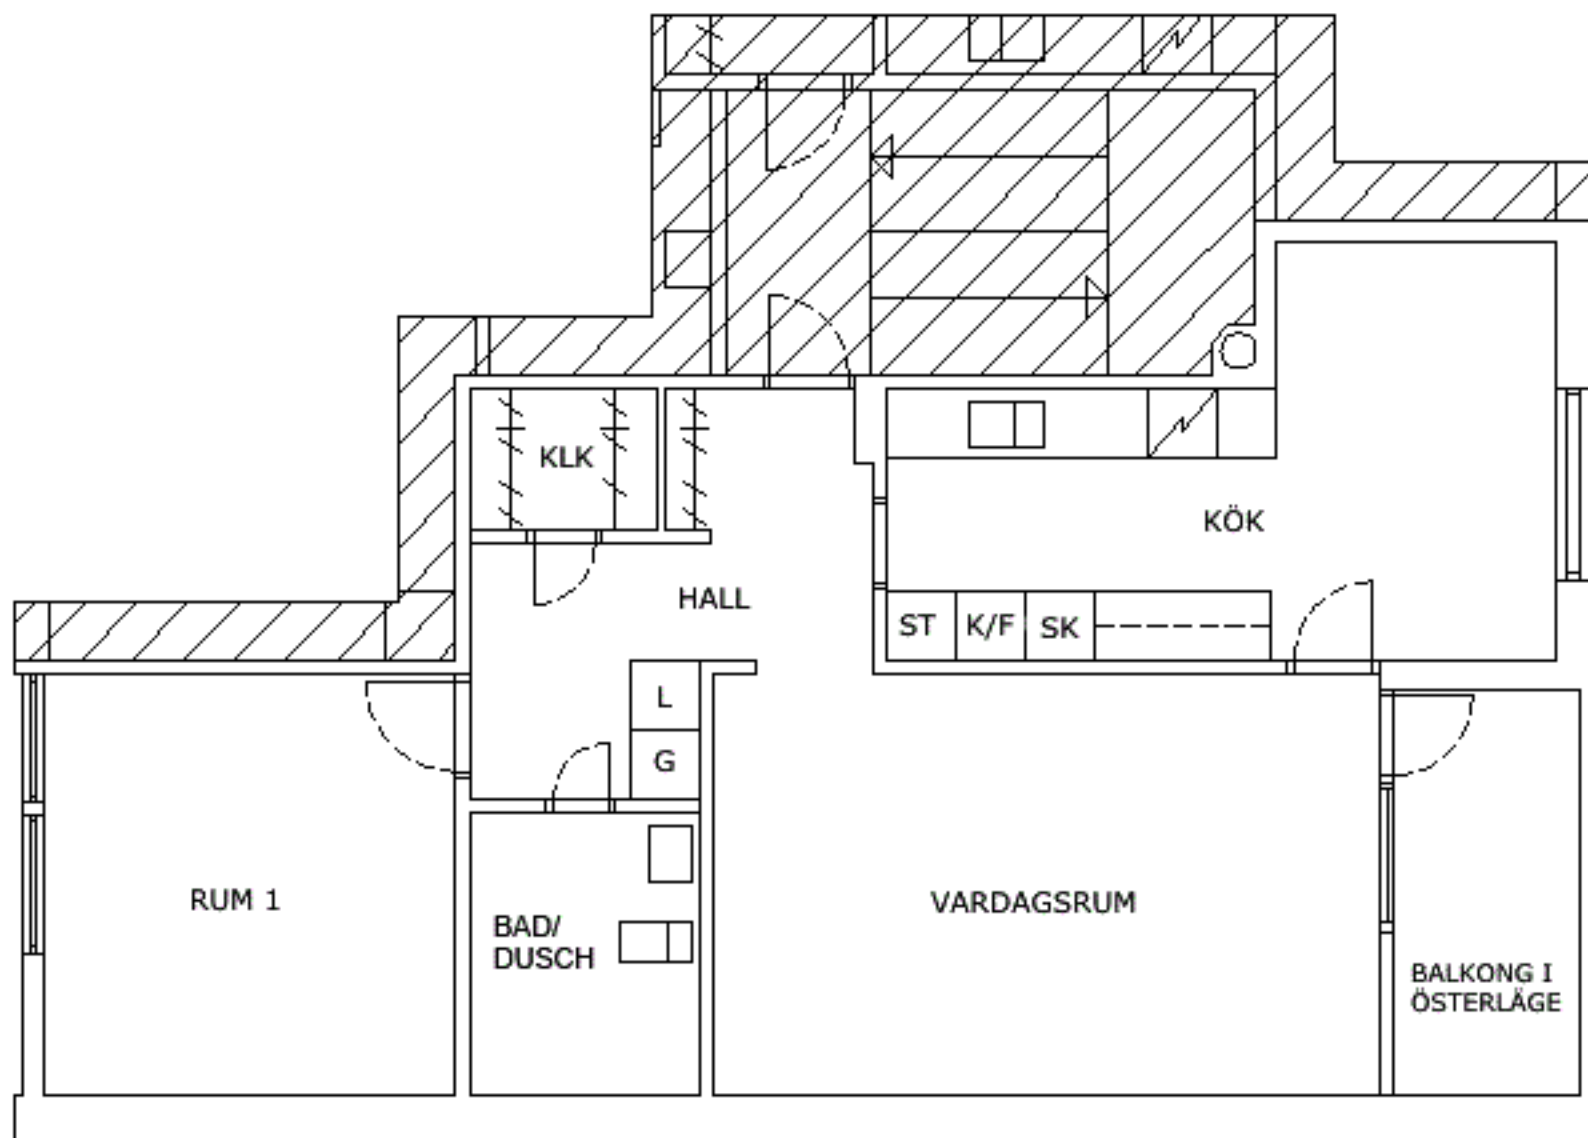 KLK
KÖK
HALL
ST K/F SK
L
G
RUM 1
VARDAGSRUM
BAD/
DUSCH
BALKONG I
ÖSTERLÄGE